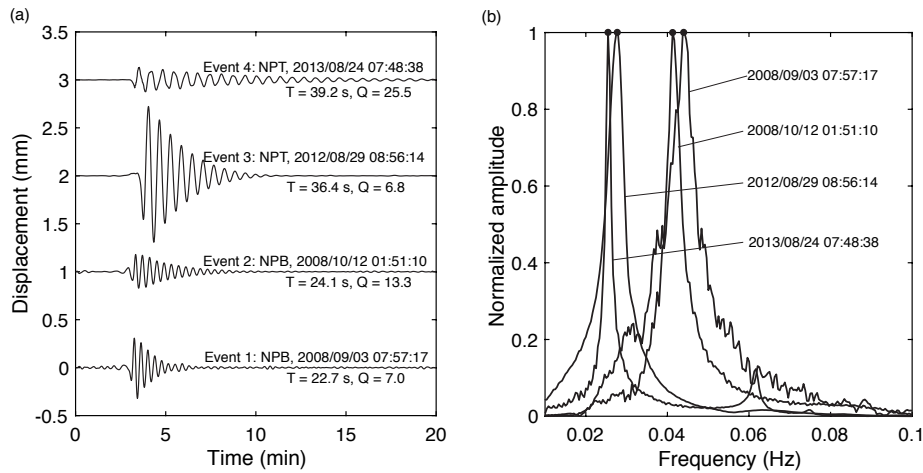 (a)
3.5
3
2.5
2
1.5
1
0.5
0
-0.5
Displacement (mm)
Event 4: NPT, 2013/08/24 07:48:38
T = 39.2 s, Q = 25.5
Event 3: NPT, 2012/08/29 08:56:14
T = 36.4 s, Q = 6.8
Event 2: NPB, 2008/10/12 01:51:10
T = 24.1 s, Q = 13.3
Event 1: NPB, 2008/09/03 07:57:17
T = 22.7 s, Q = 7.0
0 5 10 15 20
Time (min)
(b)
1
0.8
0.6
0.4
0.2
0
Normalized amplitude
2008/09/03 07:57:17
2008/10/12 01:51:10
2012/08/29 08:56:14
2013/08/24 07:48:38
0.02 0.04 0.06 0.08 0.1
Frequency (Hz)